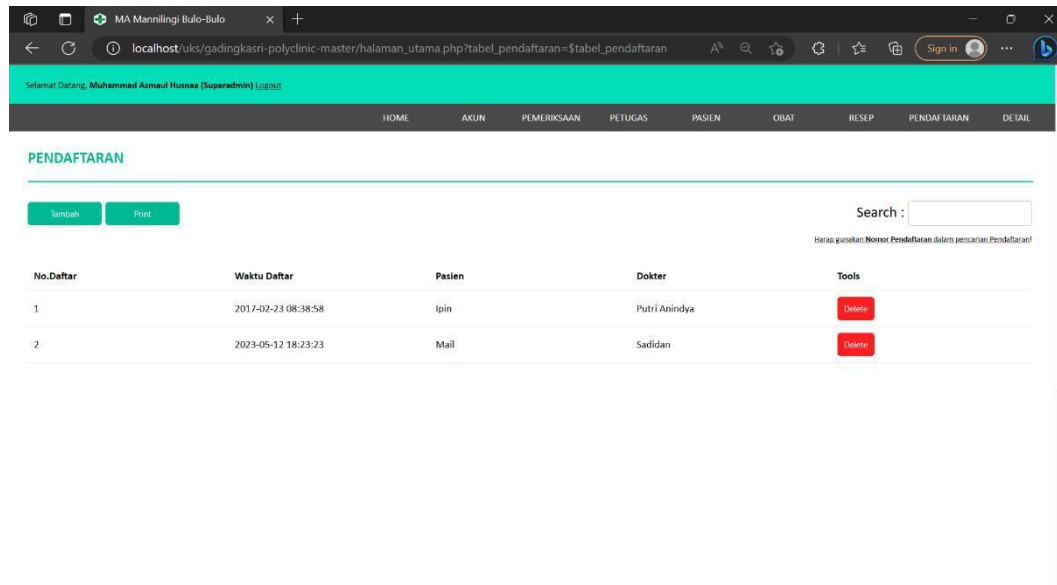 MA Mannilingi Bulo-Bulo
localhost/uks/gadingkasri-polyclinic-master/halaman_utama.php?tabel_pendaftaran=$tabel_pendaftaran
Sign in
Selamat Datang, Muhammad Asmaul Husnaa (Superadmin) Logout
HOME AKUN PEMERIKSAAN PETUGAS PASIEN OBAT RESEP PENDAFTARAN DETAIL
PENDAFTARAN
Tambah Print Search :
Harap gunakan Nomor Pendaftaran dalam pencarian Pendaftaran!
No.Daftar Waktu Daftar Pasien Dokter Tools
1 2017-02-23 08:38:58 Ipin Putri Anindya Delete
2 2023-05-12 18:23:23 Mail Sadidan Delete